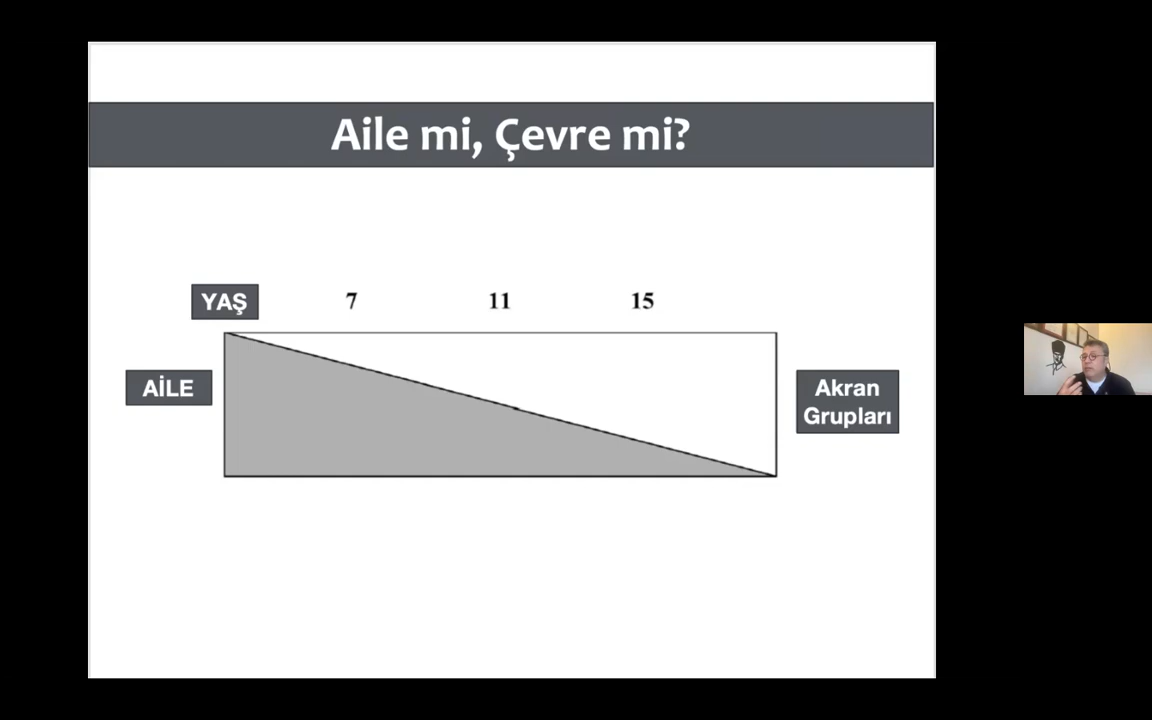 Aile mi, Çevre mi?
YAŞ 7 11 15
AİLE
Akran
Grupları